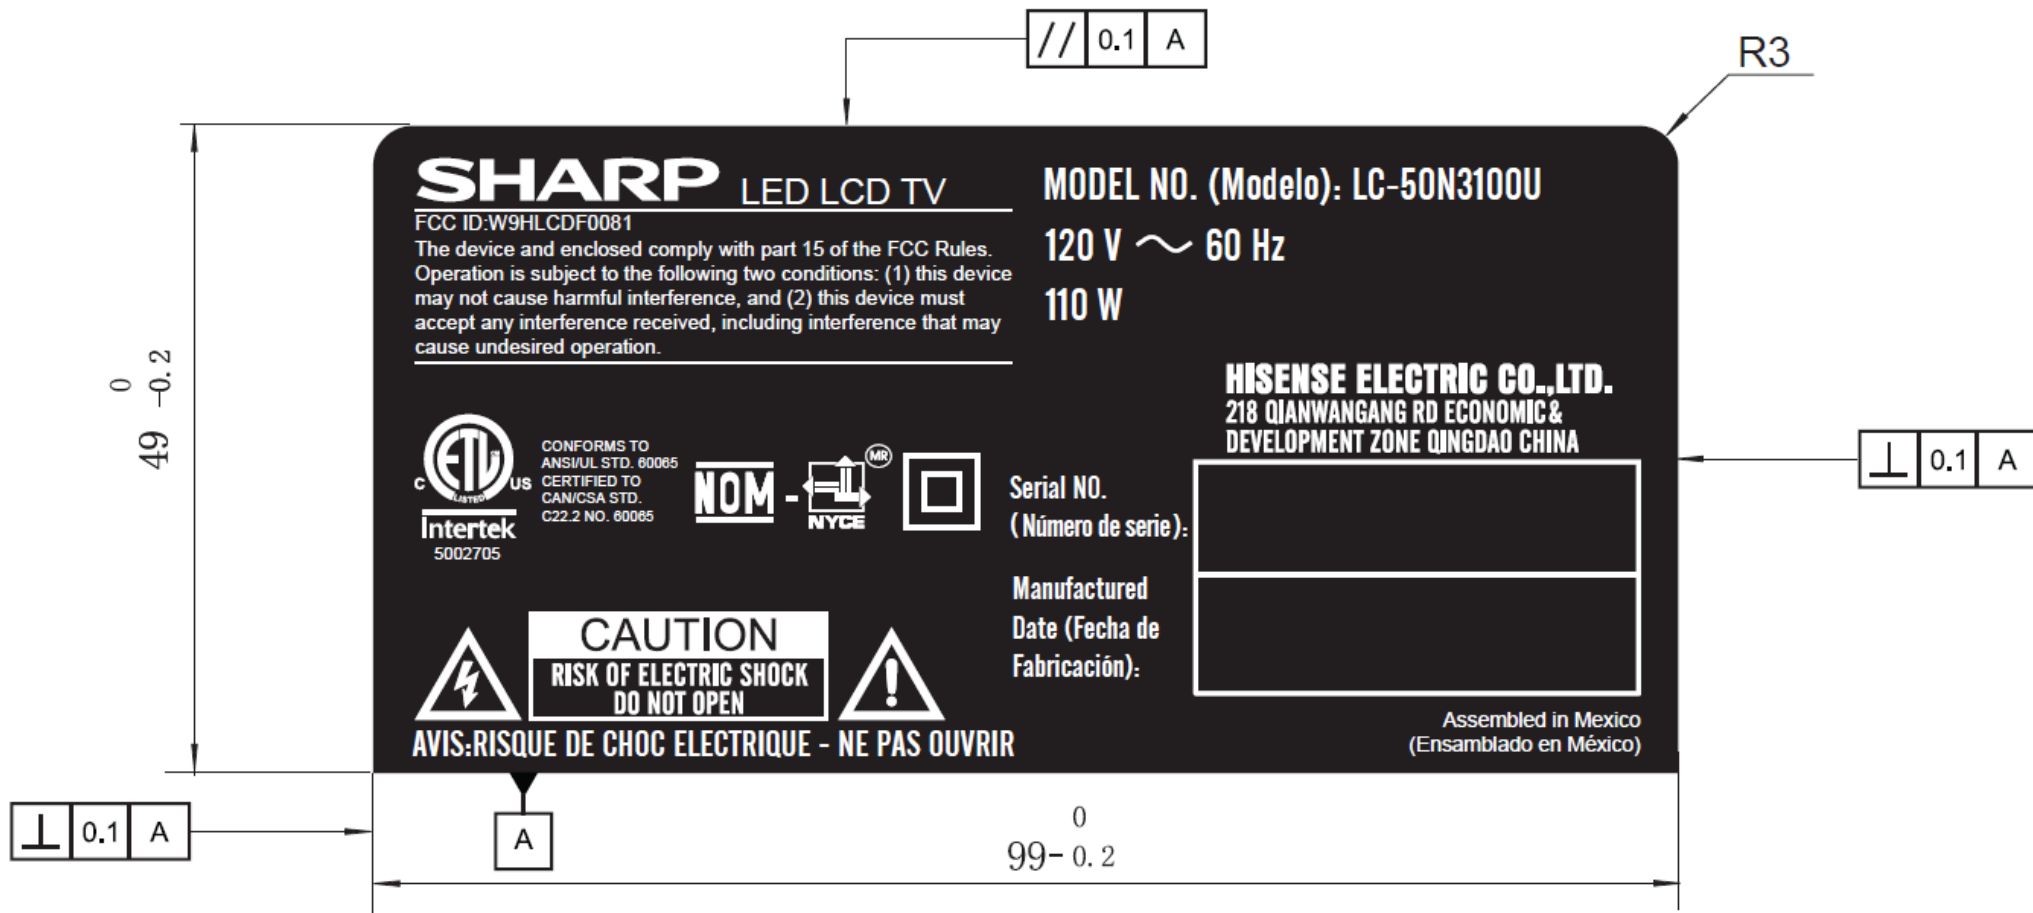 // 0.1 A
R3
SHARP LED LCD TV
FCC ID:W9HLCDF0081
The device and enclosed comply with part 15 of the FCC Rules.
Operation is subject to the following two conditions: (1) this device
may not cause harmful interference, and (2) this device must
accept any interference received, including interference that may
cause undesired operation.
MODEL NO. (Modelo): LC-50N3100U
120 V ～ 60 Hz
110 W
HISENSE ELECTRIC CO.,LTD.
218 QIANWANGANG RD ECONOMIC &
DEVELOPMENT ZONE QINGDAO CHINA
0
49 -0.2
ETL
LISTED
C US
Intertek
5002705
CONFORMS TO
ANSI/UL STD. 60065
CERTIFIED TO
CAN/CSA STD.
C22.2 NO. 60065
NOM -
MR
NYCE
Serial NO.
(Número de serie):
Manufactured
Date (Fecha de
Fabricación):
⊥ 0.1 A
CAUTION
RISK OF ELECTRIC SHOCK
DO NOT OPEN
!
AVIS:RISQUE DE CHOC ELECTRIQUE - NE PAS OUVRIR
Assembled in Mexico
(Ensamblado en México)
⊥ 0.1 A
A
0
99-0.2